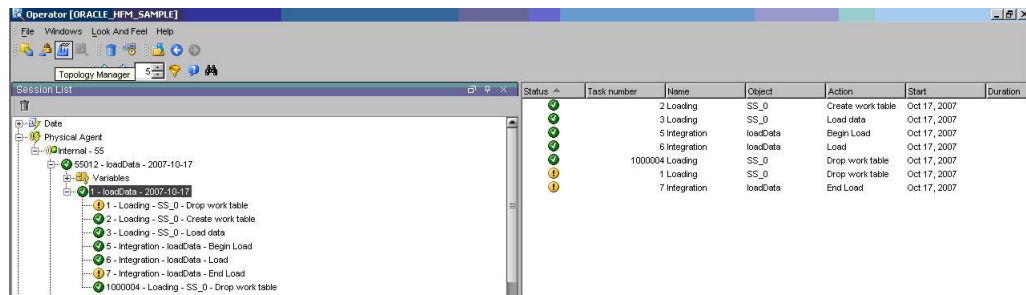 Operator [ORACLE_HFM_SAMPLE]
File Windows Look And Feel Help
5
Topology Manager
Session List
Date
Physical Agent
Internal - 55
55012 - loadData - 2007-10-17
Variables
1 - loadData - 2007-10-17
1 - Loading - SS_0 - Drop work table
2 - Loading - SS_0 - Create work table
3 - Loading - SS_0 - Load data
5 - Integration - loadData - Begin Load
6 - Integration - loadData - Load
7 - Integration - loadData - End Load
1000004 - Loading - SS_0 - Drop work table
Status Task number Name Object Action Start Duration
2 Loading SS_0 Create work table Oct 17, 2007
3 Loading SS_0 Load data Oct 17, 2007
5 Integration loadData Begin Load Oct 17, 2007
6 Integration loadData Load Oct 17, 2007
1000004 Loading SS_0 Drop work table Oct 17, 2007
1 Loading SS_0 Drop work table Oct 17, 2007
7 Integration loadData End Load Oct 17, 2007